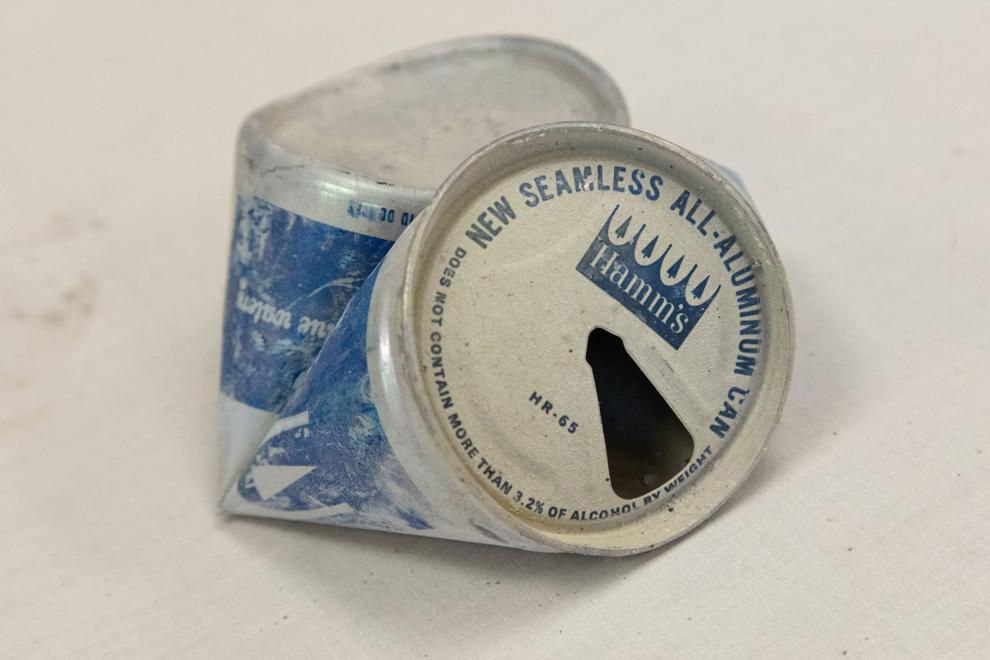 NEW SEAMLESS ALL-ALUMINUM CAN
Hamm's
HR-65
DOES NOT CONTAIN MORE THAN 3.2% OF ALCOHOL BY WEIGHT